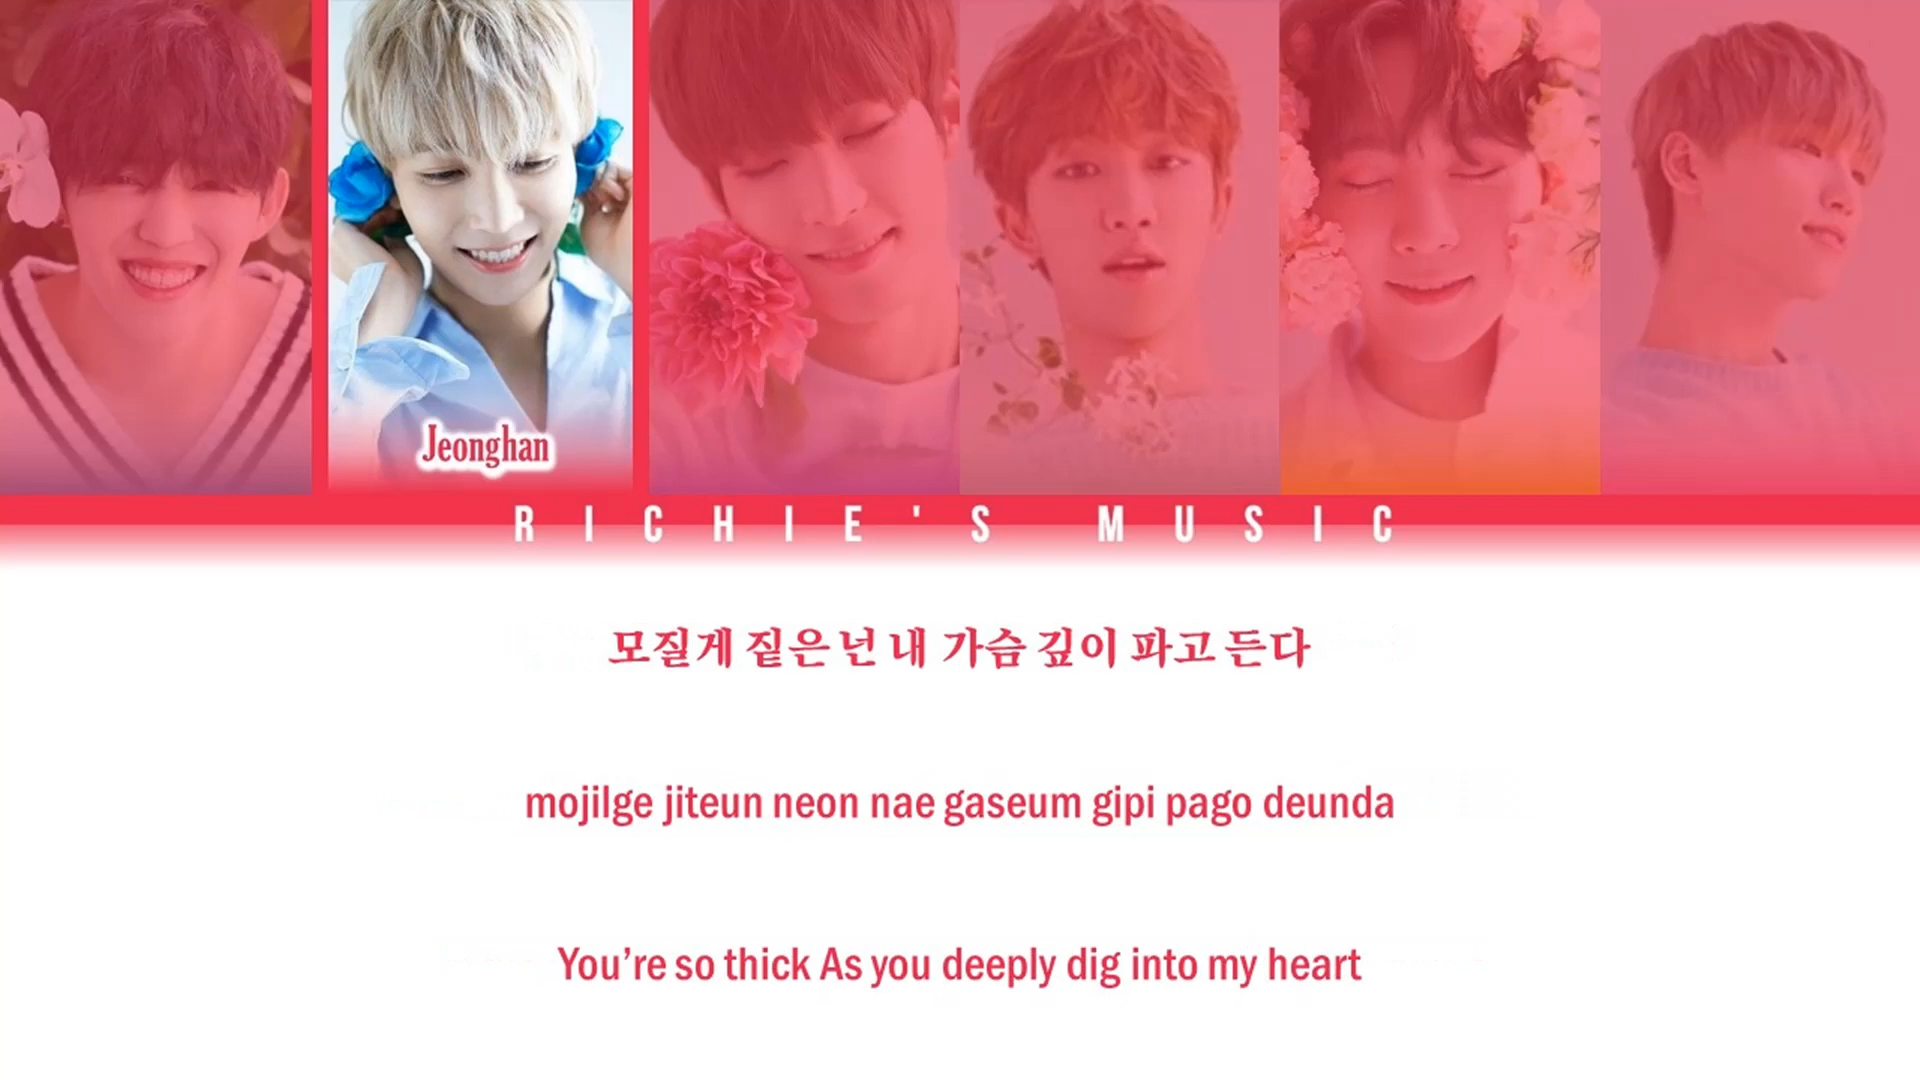 Jeonghan
RICHIE'S MUSIC
모질게 짙은 넌 내 가슴 깊이 파고 든다
mojilge jiteun neon nae gaseum gipi pago deunda
You're so thick As you deeply dig into my heart